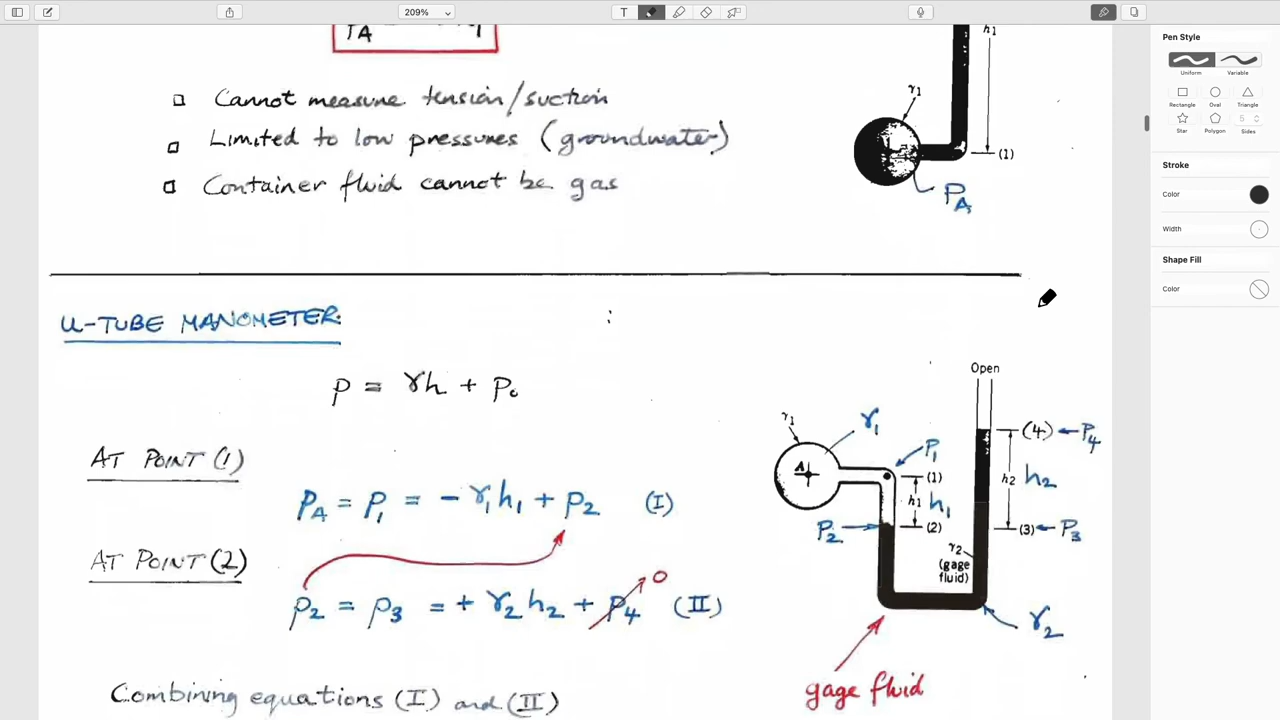 209%
T
Pen Style
Uniform Variable
Rectangle Oval Triangle
Star Polygon 5 Sides
Stroke
Color
Width
Shape Fill
Color
h1
□ Cannot measure tension/suction
□ Limited to low pressures (groundwater)
□ Container fluid cannot be gas
γ1
(1)
PA
U-TUBE MANOMETER:
p = γh + p0
AT POINT (1)
PA = P1 = - γ1h1 + P2 (I)
AT POINT (2)
P2 = P3 = + γ2h2 + P4 0 (II)
Combining equations (I) and (II)
Open
γ1
γ1
A
P1
(4) ← P4
(1)
h1
h1
h2
h2
P2
(2)
(3) ← P3
γ2
(gage
fluid)
γ2
gage fluid